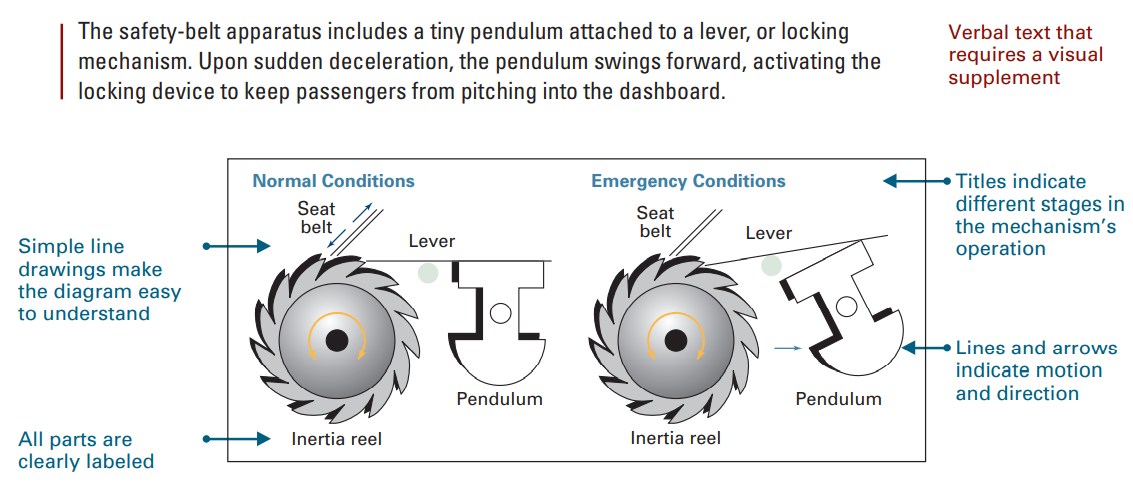 The safety-belt apparatus includes a tiny pendulum attached to a lever, or locking
mechanism. Upon sudden deceleration, the pendulum swings forward, activating the
locking device to keep passengers from pitching into the dashboard.
Verbal text that
requires a visual
supplement
Normal Conditions
Seat
belt
Lever
Pendulum
Inertia reel
Emergency Conditions
Seat
belt
Lever
Pendulum
Inertia reel
Simple line
drawings make
the diagram easy
to understand
All parts are
clearly labeled
Titles indicate
different stages in
the mechanism’s
operation
Lines and arrows
indicate motion
and direction